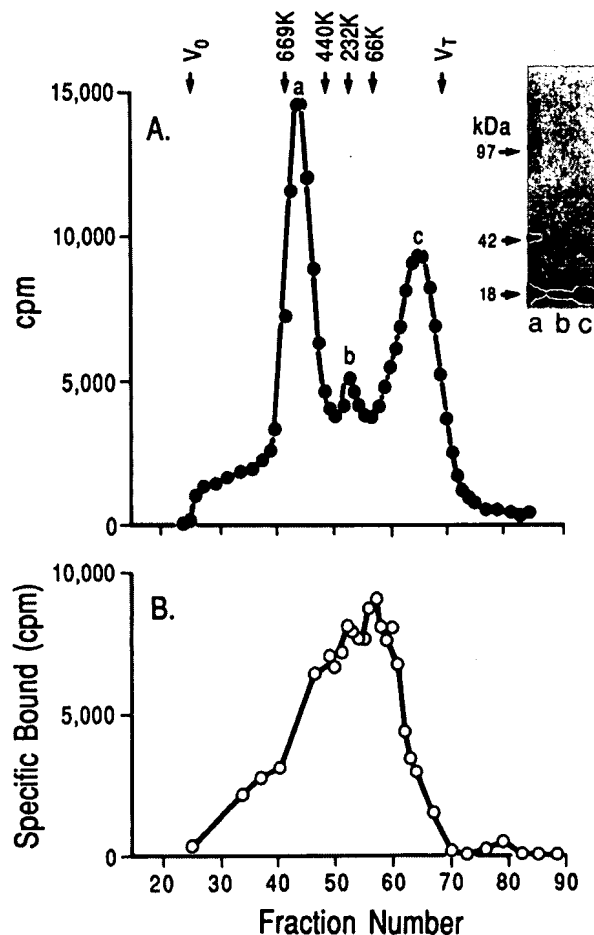 V0 669K 440K 232K 66K VT
15,000
A.
a
kDa
97
10,000
c
42
cpm
b
18
5,000
a b c
0
10,000
B.
Specific Bound (cpm)
5,000
0
20 30 40 50 60 70 80 90
Fraction Number